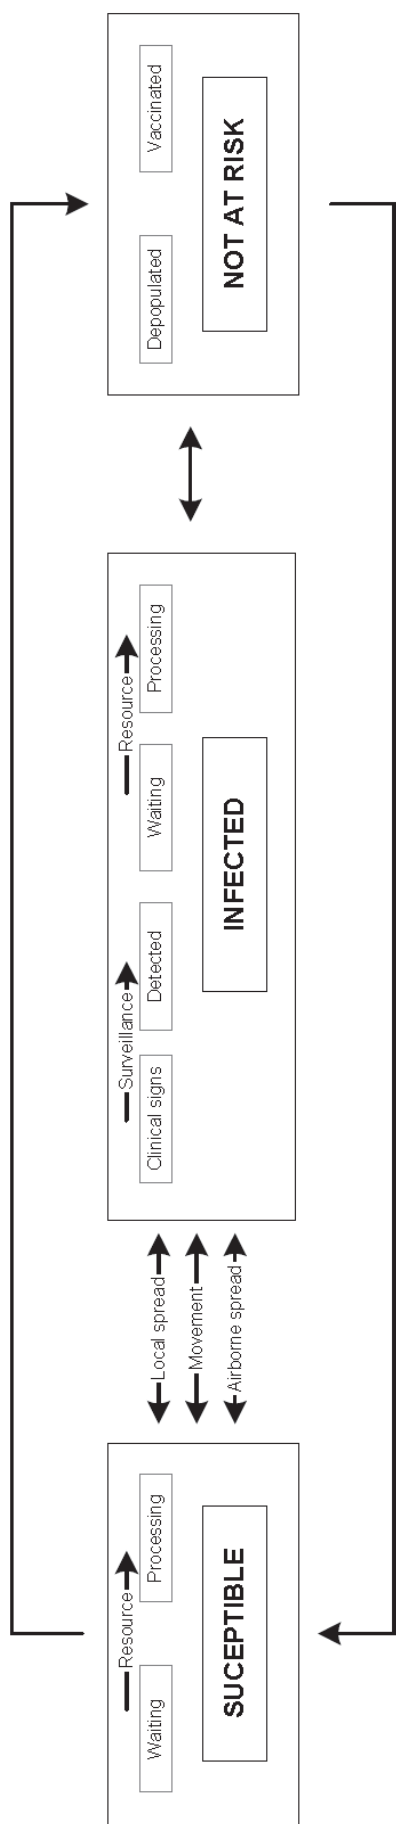 Resource
Waiting
Processing
SUCEPTIBLE
Local spread
Movement
Airborne spread
Surveillance
Resource
Clinical signs
Detected
Waiting
Processing
INFECTED
Depopulated
Vaccinated
NOT AT RISK